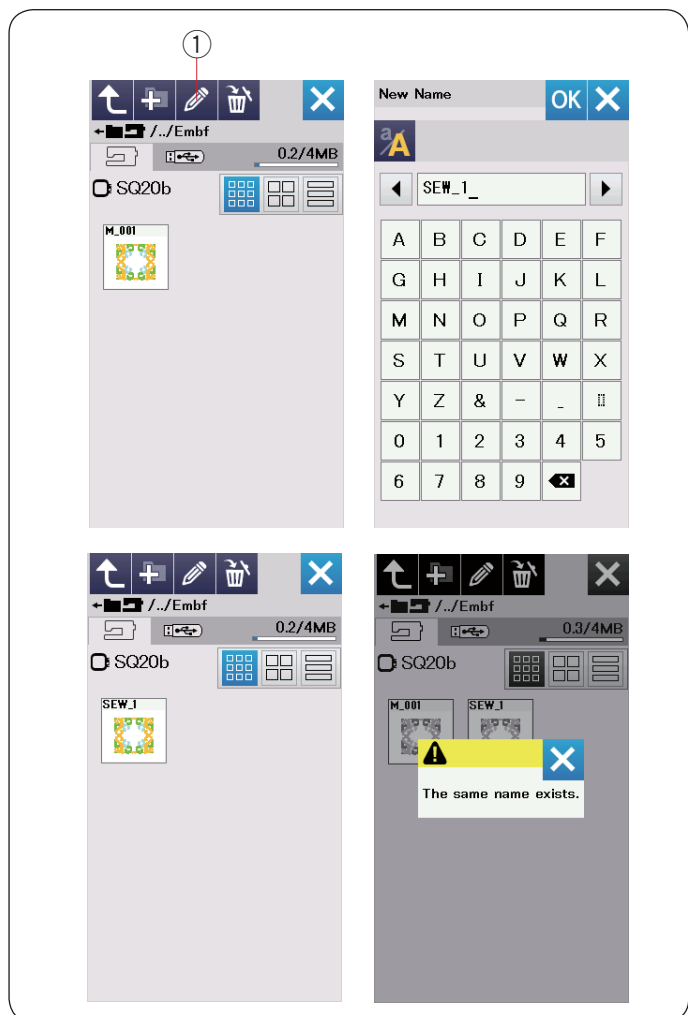 ①
/../Embf
0.2/4MB
SQ20b
M_001
New Name
OK
a/A
SEW_1_
A B C D E F
G H I J K L
M N O P Q R
S T U V W X
Y Z & - _
0 1 2 3 4 5
6 7 8 9
/../Embf
0.2/4MB
SQ20b
SEW_1
/../Embf
0.3/4MB
SQ20b
M_001 SEW_1
The same name exists.